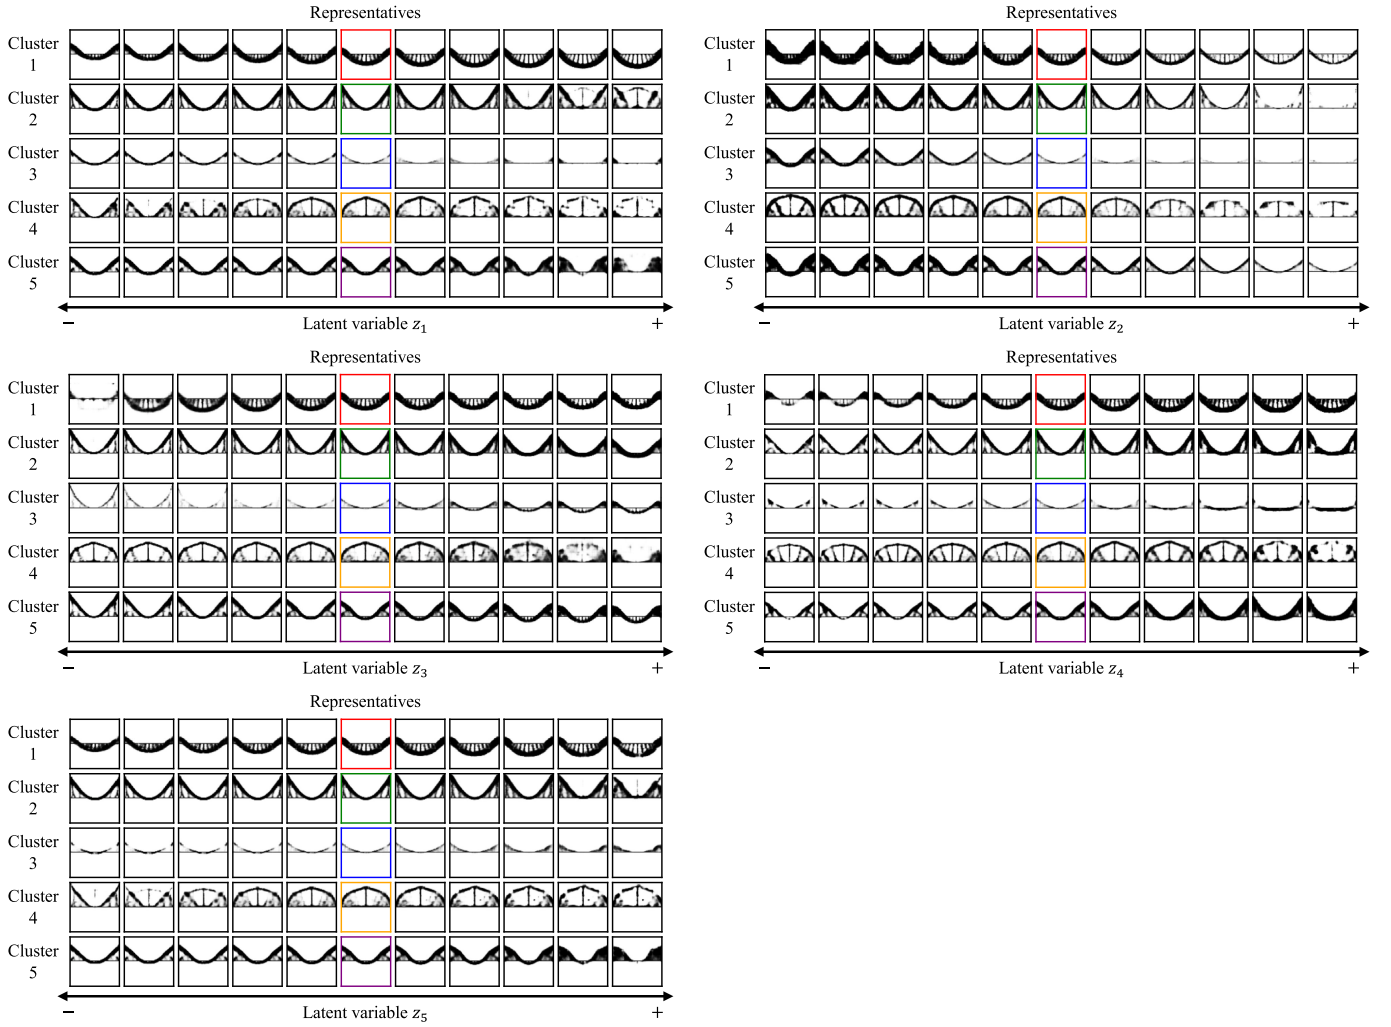 Representatives
Cluster
1
Cluster
2
Cluster
3
Cluster
4
Cluster
5
− +
Latent variable z₁
Representatives
Cluster
1
Cluster
2
Cluster
3
Cluster
4
Cluster
5
− +
Latent variable z₂
Representatives
Cluster
1
Cluster
2
Cluster
3
Cluster
4
Cluster
5
− +
Latent variable z₃
Representatives
Cluster
1
Cluster
2
Cluster
3
Cluster
4
Cluster
5
− +
Latent variable z₄
Representatives
Cluster
1
Cluster
2
Cluster
3
Cluster
4
Cluster
5
− +
Latent variable z₅